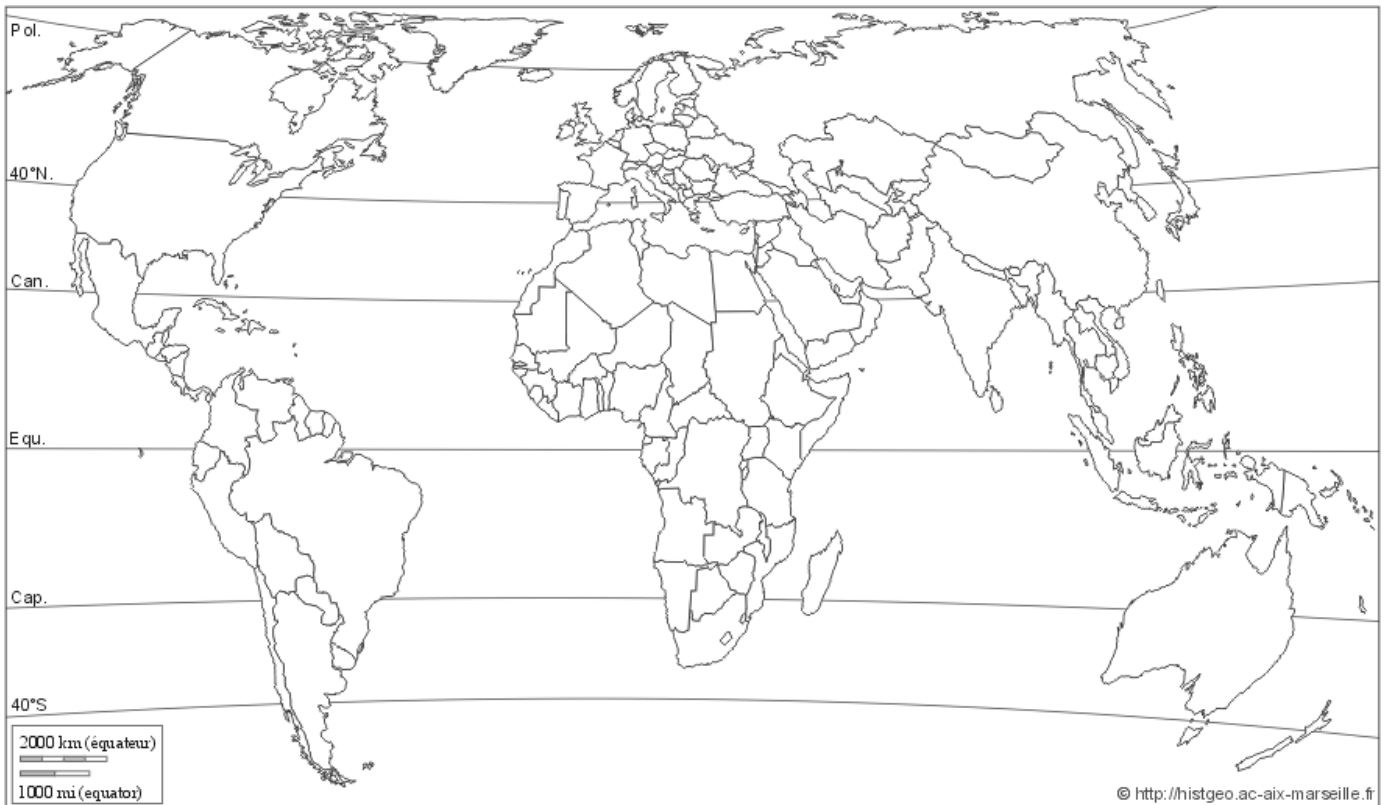 Pol.
40°N.
Can.
Equ.
Cap.
40°S
2000 km (équateur)
1000 mi (equator)
© http://histgeo.ac-aix-marseille.fr